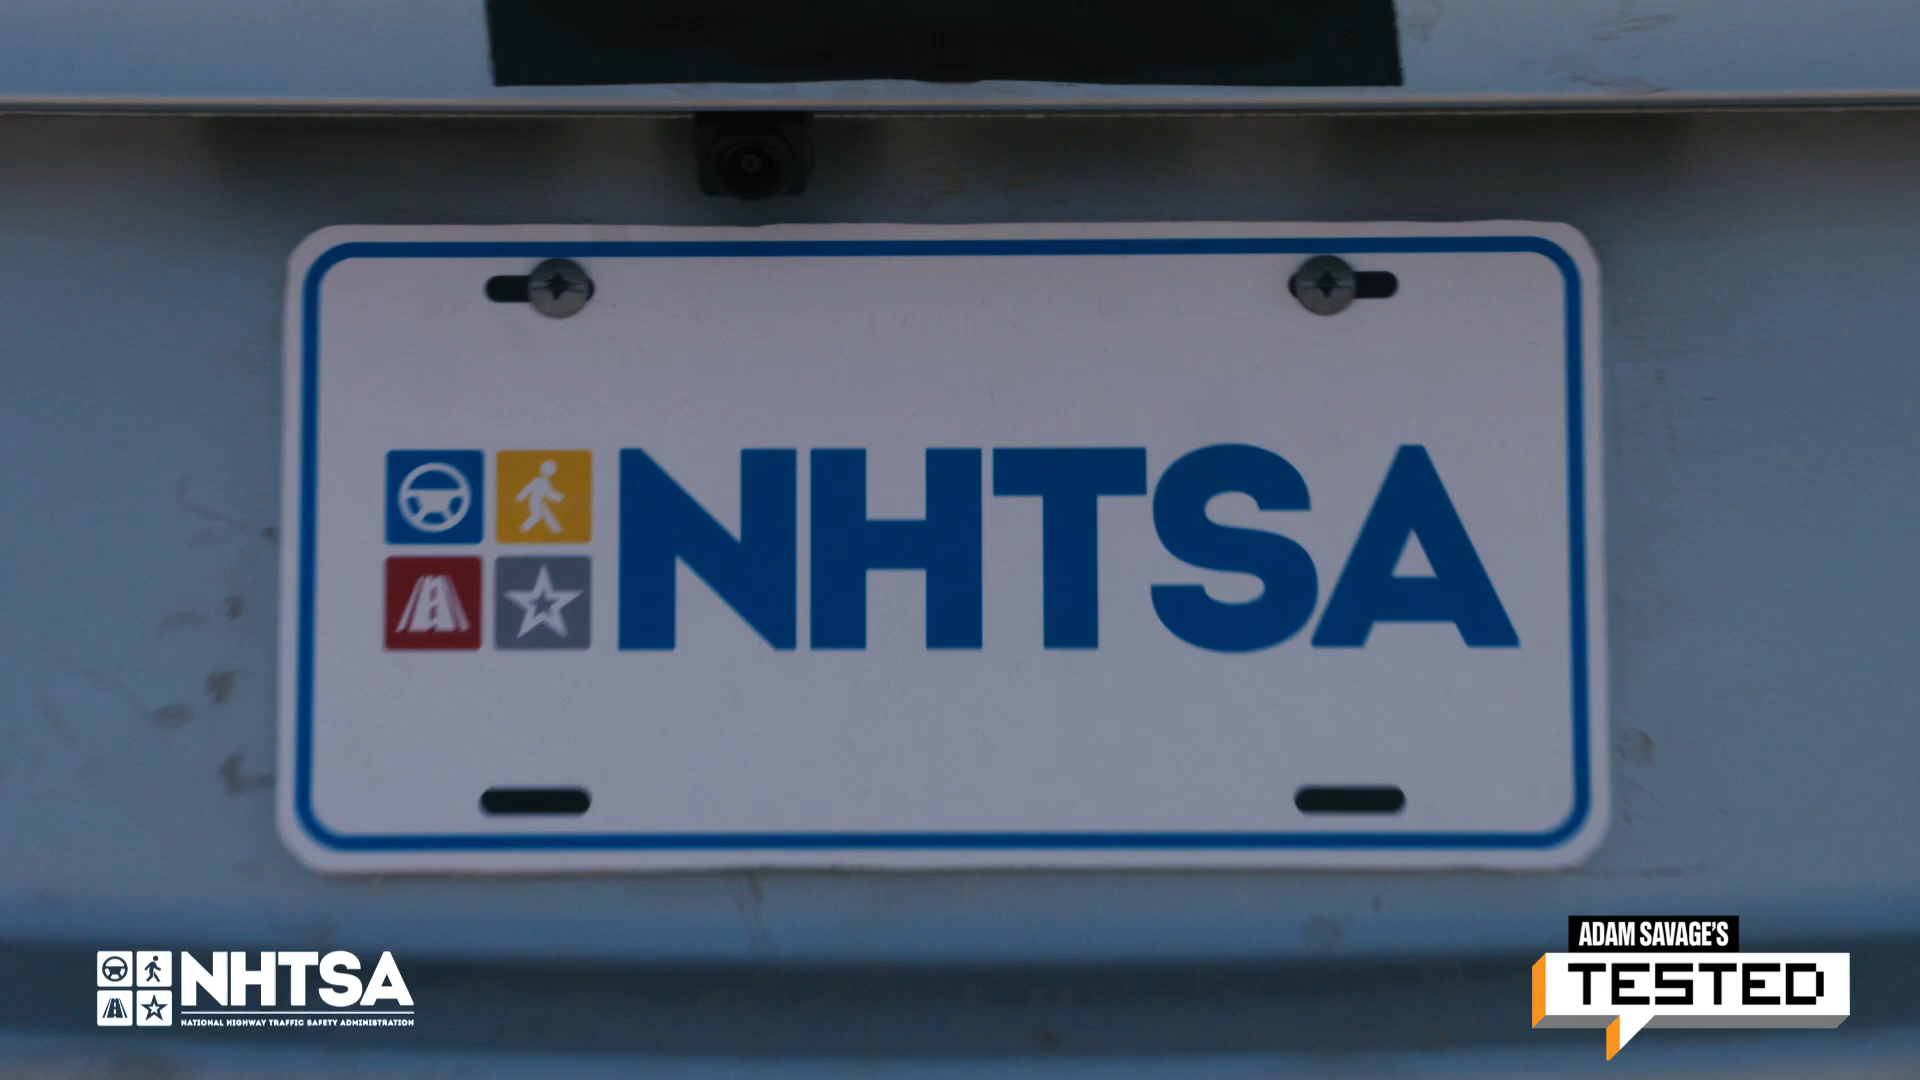 NHTSA
NHTSA
NATIONAL HIGHWAY TRAFFIC SAFETY ADMINISTRATION
ADAM SAVAGE'S
TESTED